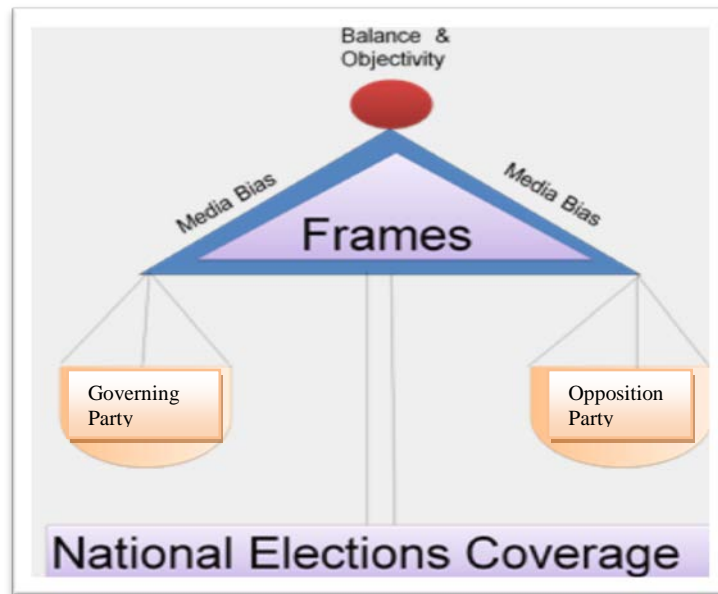 Balance &
Objectivity
Media Bias
Media Bias
Frames
Governing
Party
Opposition
Party
National Elections Coverage